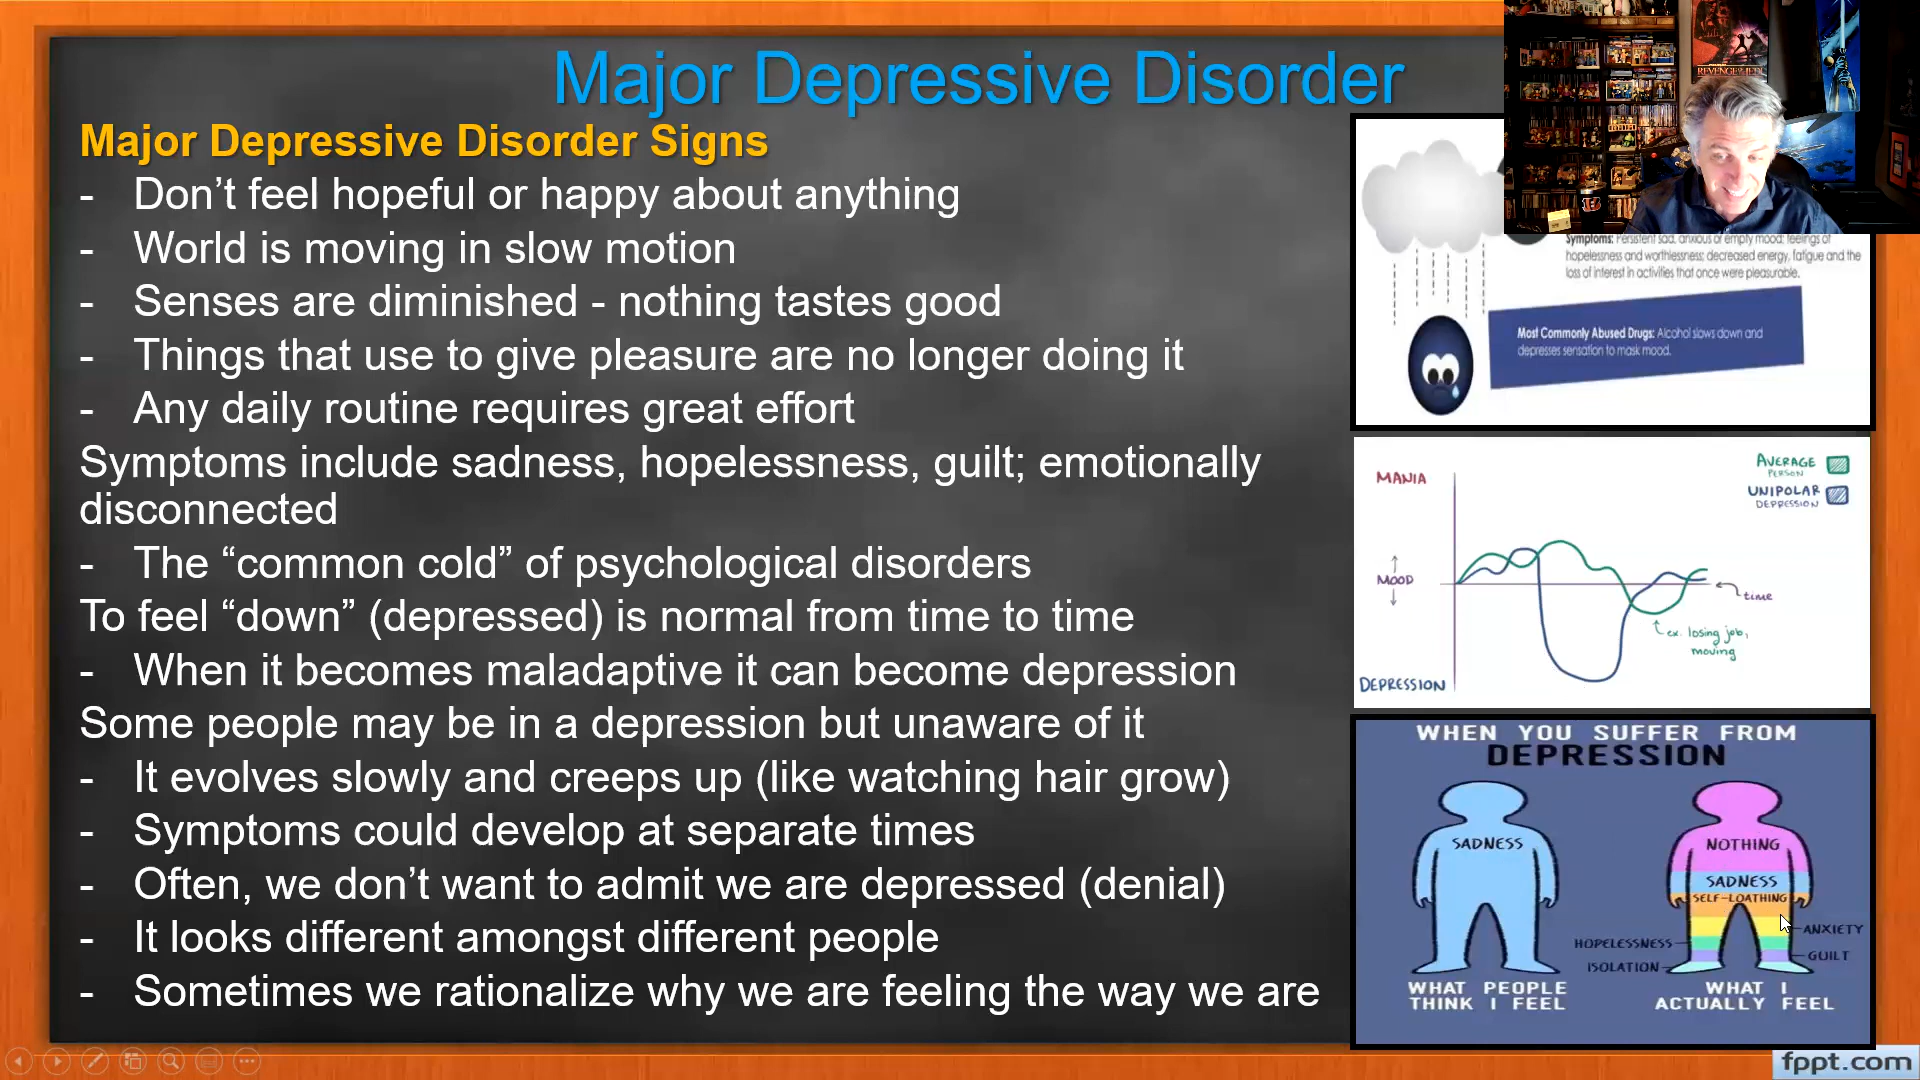 Major Depressive Disorder
Major Depressive Disorder Signs
- Don’t feel hopeful or happy about anything
- World is moving in slow motion
- Senses are diminished - nothing tastes good
- Things that use to give pleasure are no longer doing it
- Any daily routine requires great effort
Symptoms include sadness, hopelessness, guilt; emotionally
disconnected
- The “common cold” of psychological disorders
To feel “down” (depressed) is normal from time to time
- When it becomes maladaptive it can become depression
Some people may be in a depression but unaware of it
- It evolves slowly and creeps up (like watching hair grow)
- Symptoms could develop at separate times
- Often, we don’t want to admit we are depressed (denial)
- It looks different amongst different people
- Sometimes we rationalize why we are feeling the way we are
REVENGE
Symptoms: Persistent sad, anxious or empty mood; feelings of
hopelessness and worthlessness; decreased energy, fatigue and the
loss of interest in activities that once were pleasurable.
Most Commonly Abused Drugs: Alcohol slows down and
depresses sensation to mask mood.
MANIA
AVERAGE
PERSON
UNIPOLAR
DEPRESSION
MOOD
time
ex. losing job,
moving
DEPRESSION
WHEN YOU SUFFER FROM
DEPRESSION
SADNESS
NOTHING
SADNESS
SELF-LOATHING
ANXIETY
HOPELESSNESS
GUILT
ISOLATION
WHAT PEOPLE
THINK I FEEL
WHAT I
ACTUALLY FEEL
fppt.com